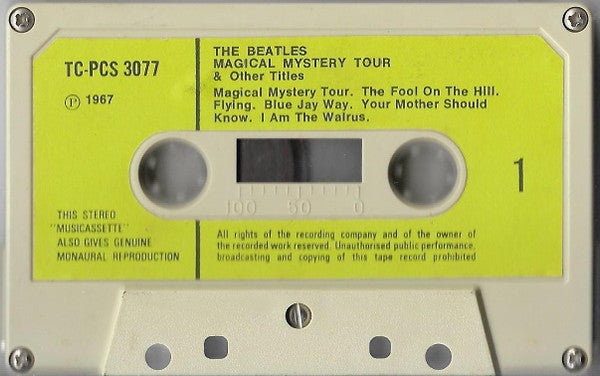 TC-PCS 3077
Ⓟ 1967
THE BEATLES
MAGICAL MYSTERY TOUR
& Other Titles
Magical Mystery Tour. The Fool On The Hill.
Flying. Blue Jay Way. Your Mother Should
Know. I Am The Walrus.
1
100 50 0
THIS STEREO
"MUSICASSETTE"
ALSO GIVES GENUINE
MONAURAL REPRODUCTION
All rights of the recording company and of the owner of
the recorded work reserved. Unauthorised public performance,
broadcasting and copying of this tape record prohibited